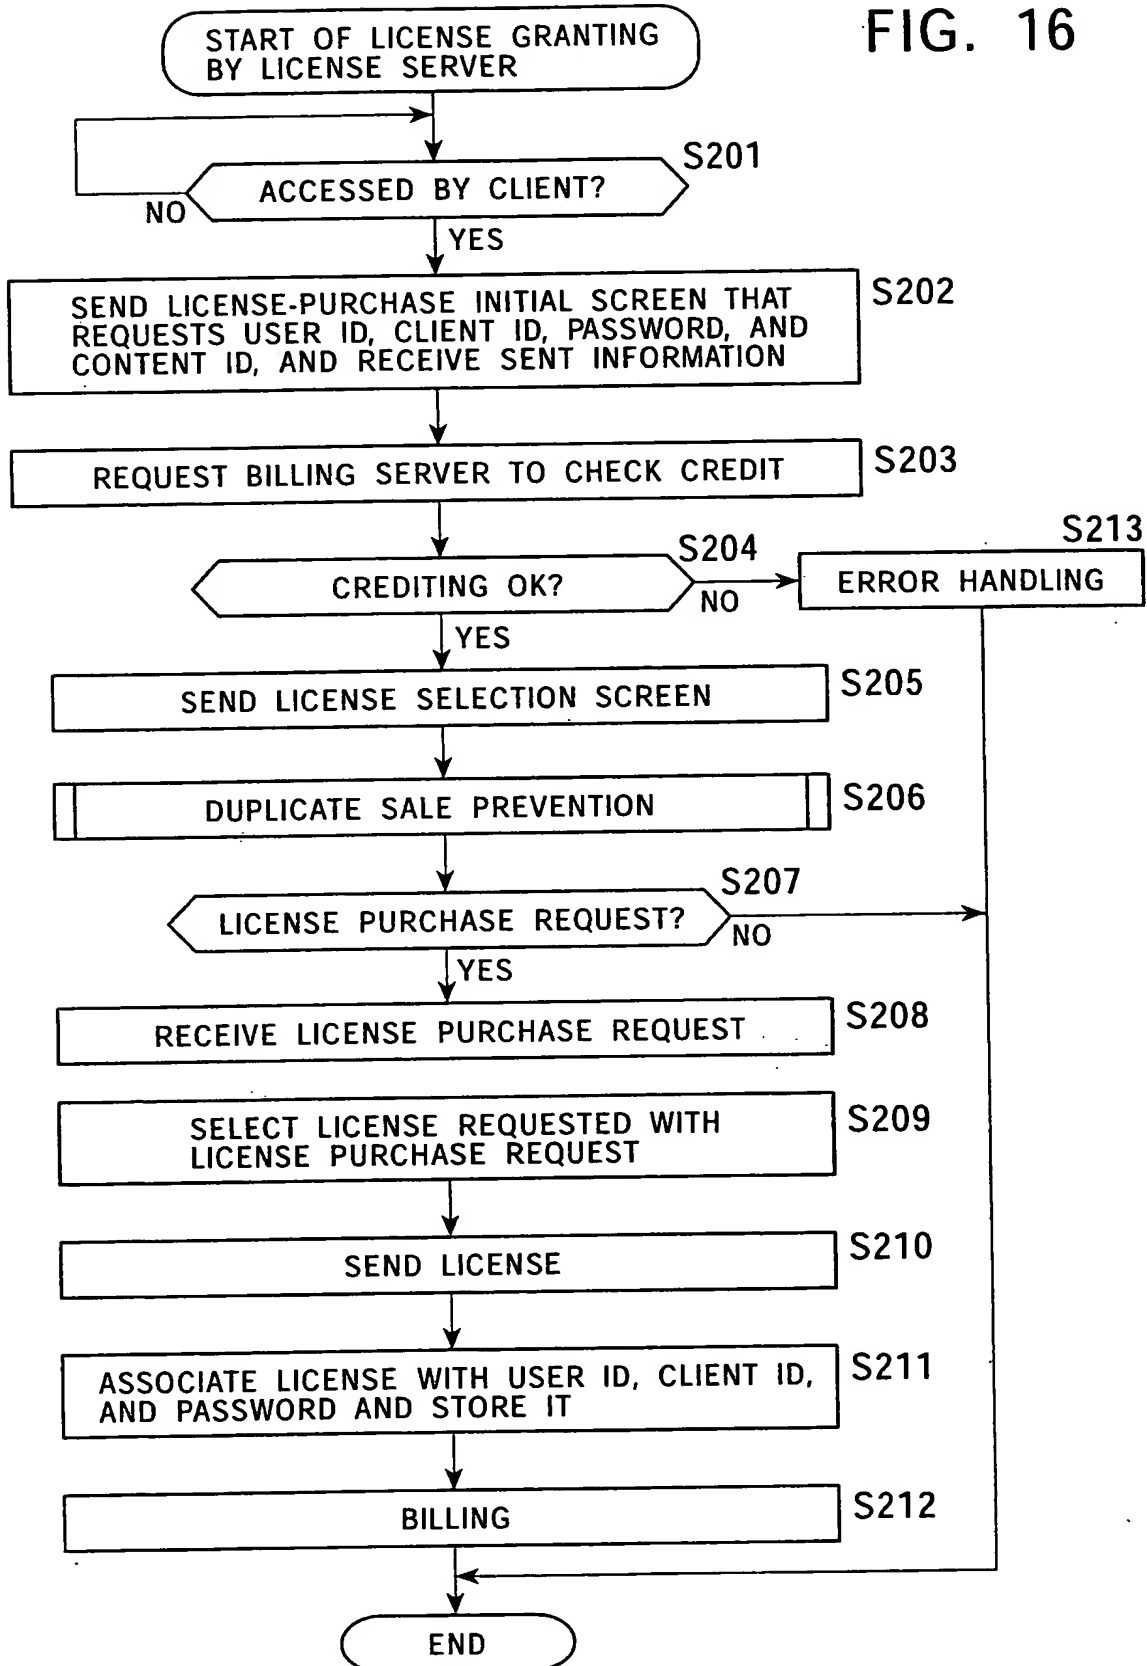 FIG. 16
START OF LICENSE GRANTING
BY LICENSE SERVER
S201
ACCESSED BY CLIENT?
NO
YES
S202
SEND LICENSE-PURCHASE INITIAL SCREEN THAT
REQUESTS USER ID, CLIENT ID, PASSWORD, AND
CONTENT ID, AND RECEIVE SENT INFORMATION
S203
REQUEST BILLING SERVER TO CHECK CREDIT
S204
CREDITING OK?
NO
S213
ERROR HANDLING
YES
S205
SEND LICENSE SELECTION SCREEN
S206
DUPLICATE SALE PREVENTION
S207
LICENSE PURCHASE REQUEST?
NO
YES
S208
RECEIVE LICENSE PURCHASE REQUEST
S209
SELECT LICENSE REQUESTED WITH
LICENSE PURCHASE REQUEST
S210
SEND LICENSE
S211
ASSOCIATE LICENSE WITH USER ID, CLIENT ID,
AND PASSWORD AND STORE IT
S212
BILLING
END